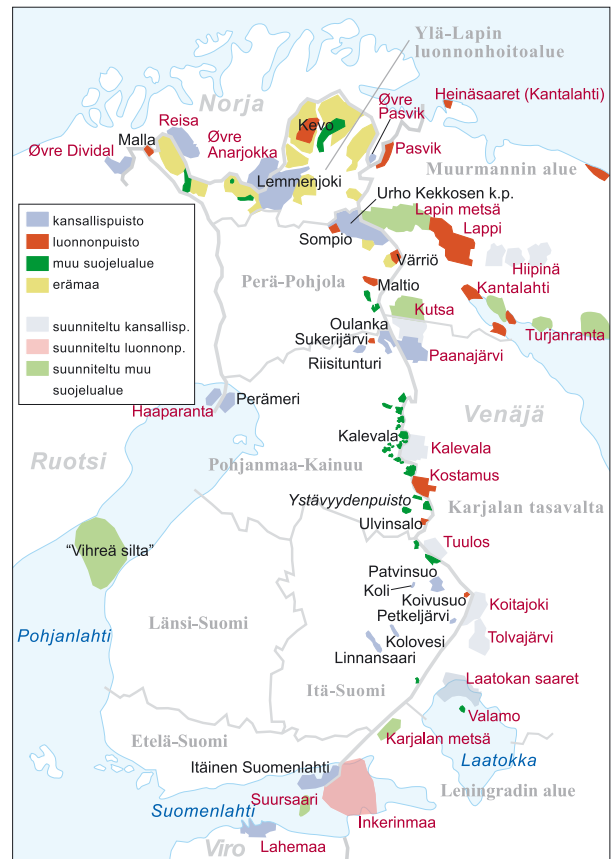 Ylä-Lapin
luonnonhoitoalue
Norja
Heinäsaaret (Kantalahti)
Øvre
Pasvik
Reisa
Kevo
Malla
Øvre
Anarjokka
Øvre Dividal
Pasvik
Muurmannin alue
Lemmenjoki
Urho Kekkosen k.p.
kansallispuisto
luonnonpuisto
muu suojelualue
erämaa
suunniteltu kansallisp.
suunniteltu luonnonp.
suunniteltu muu
suojelualue
Lapin metsä
Lappi
Sompio
Värriö
Hiipinä
Perä-Pohjola
Maltio
Kantalahti
Kutsa
Oulanka
Sukerijärvi
Riisitunturi
Turjanranta
Paanajärvi
Perämeri
Haaparanta
Venäjä
Kalevala
Kalevala
Ruotsi
Pohjanmaa-Kainuu
Kostamus
Ystävyydenpuisto
Karjalan tasavalta
Ulvinsalo
Tuulos
"Vihreä silta"
Patvinsuo
Koli
Koivusuo
Koitajoki
Petkeljärvi
Länsi-Suomi
Pohjanlahti
Kolovesi
Tolvajärvi
Linnansaari
Laatokan saaret
Itä-Suomi
Valamo
Etelä-Suomi
Karjalan metsä
Laatokka
Itäinen Suomenlahti
Leningradin alue
Suomenlahti
Suursaari
Inkerinmaa
Viro
Lahemaa